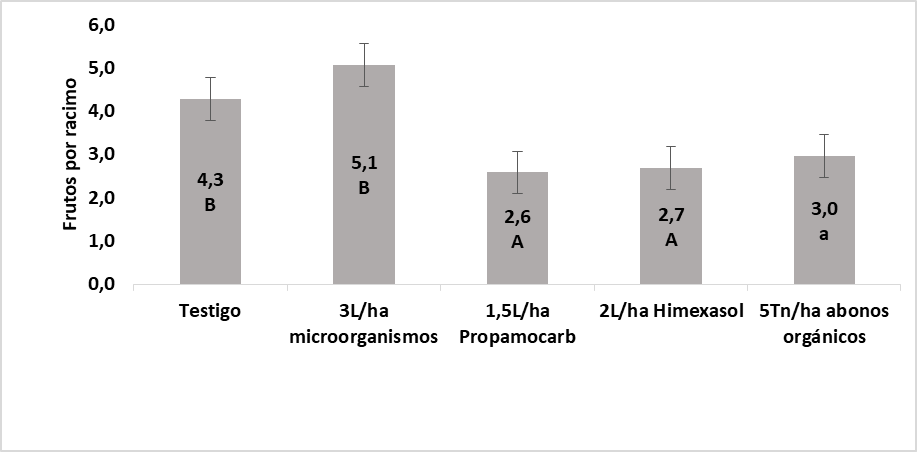 6,0
5,0
4,0
3,0
2,0
1,0
0,0
Frutos por racimo
4,3
B
5,1
B
2,6
A
2,7
A
3,0
a
Testigo
3L/ha
microorganismos
1,5L/ha
Propamocarb
2L/ha Himexasol
5Tn/ha abonos
orgánicos